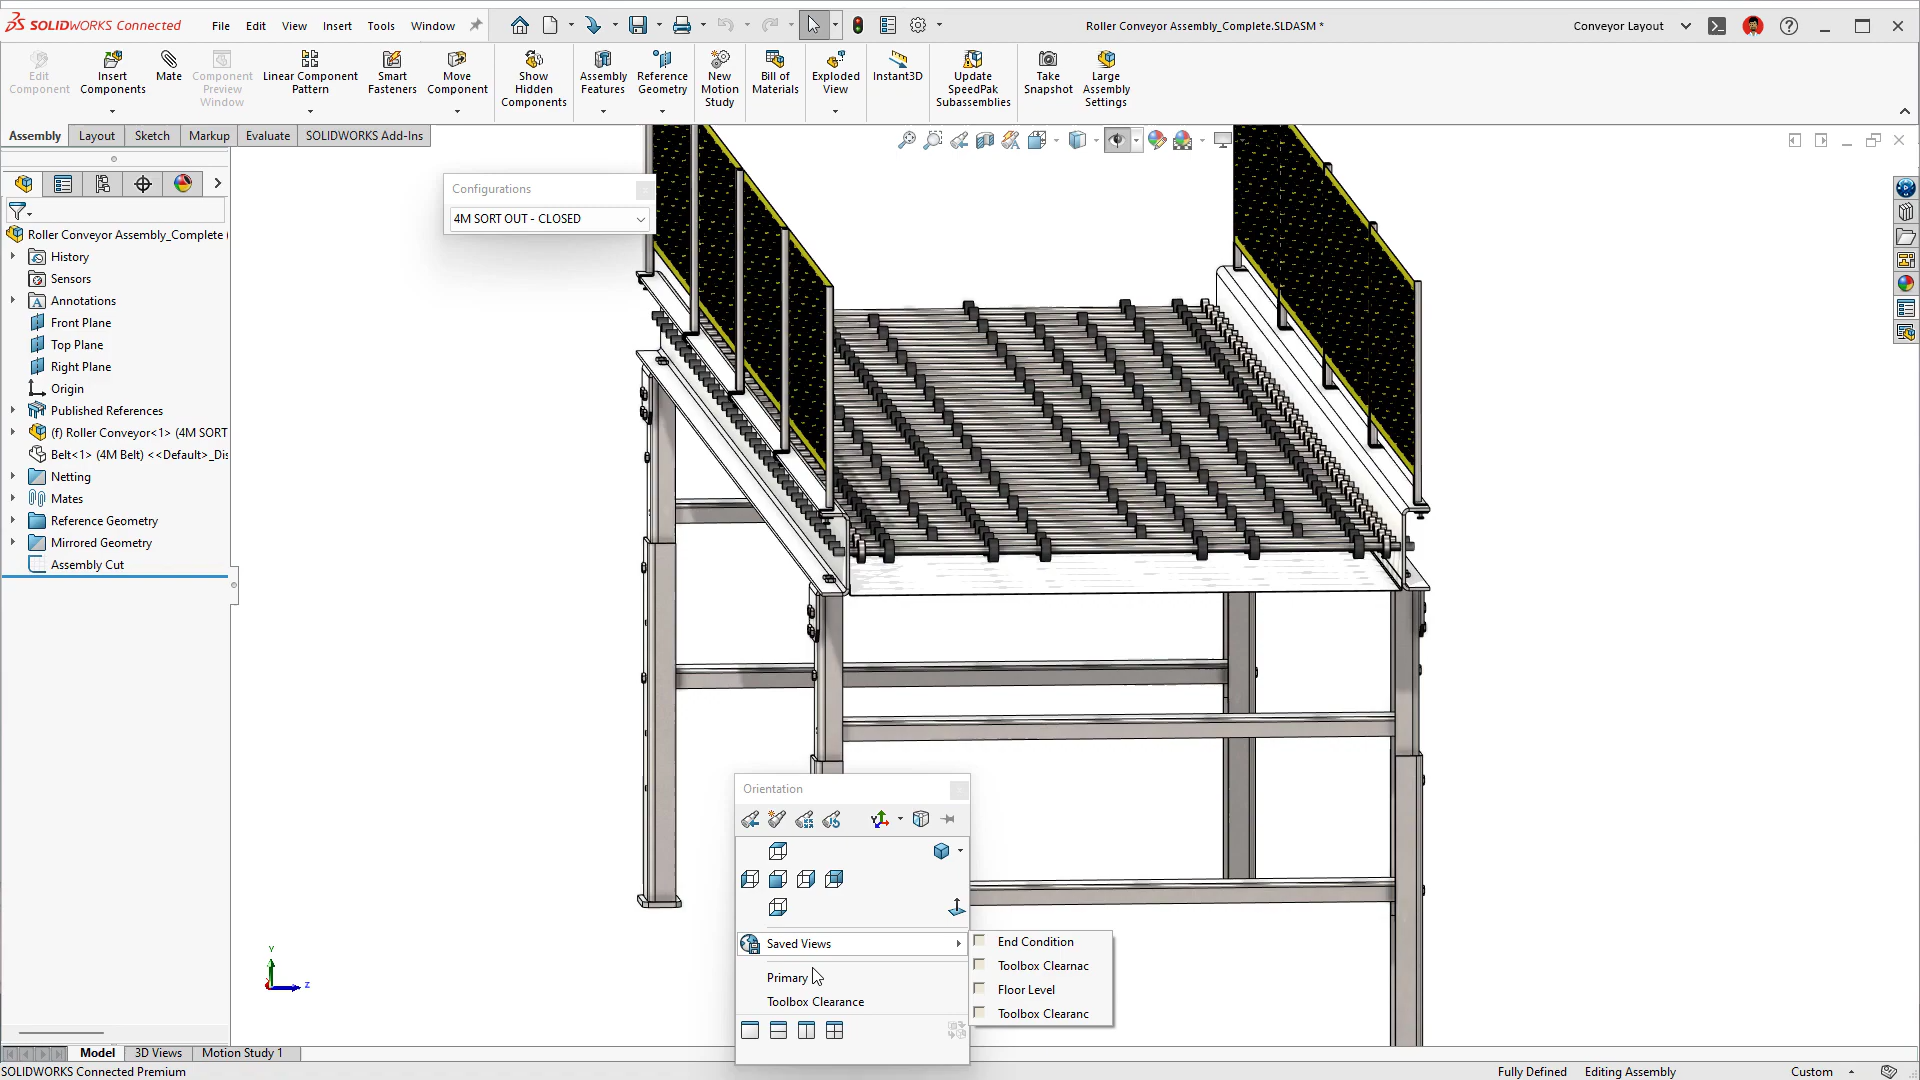 SOLIDWORKS Connected
File Edit View Insert Tools Window
Roller Conveyor Assembly_Complete.SLDASM *
Conveyor Layout
Edit Component
Insert Components
Mate
Component Preview Window
Linear Component Pattern
Smart Fasteners
Move Component
Show Hidden Components
Assembly Features
Reference Geometry
New Motion Study
Bill of Materials
Exploded View
Instant3D
Update SpeedPak Subassemblies
Take Snapshot
Large Assembly Settings
Assembly Layout Sketch Markup Evaluate SOLIDWORKS Add-Ins
Configurations
4M SORT OUT - CLOSED
Roller Conveyor Assembly_Complete (
History
Sensors
Annotations
Front Plane
Top Plane
Right Plane
Origin
Published References
(f) Roller Conveyor<1> (4M SORT
Belt<1> (4M Belt) <<Default>_Dis
Netting
Mates
Reference Geometry
Mirrored Geometry
Assembly Cut
Orientation
Saved Views
Primary
Toolbox Clearance
End Condition
Toolbox Clearnac
Floor Level
Toolbox Clearanc
Y
Z
Model 3D Views Motion Study 1
SOLIDWORKS Connected Premium
Fully Defined Editing Assembly Custom